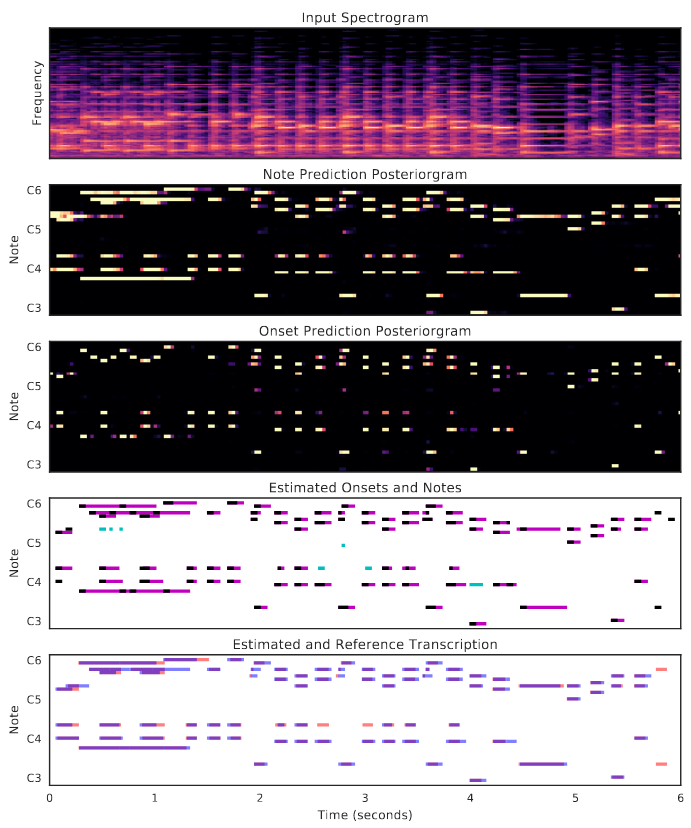 Input Spectrogram
Frequency
Note Prediction Posteriorgram
C6
C5
C4
C3
Note
Onset Prediction Posteriorgram
C6
C5
C4
C3
Note
Estimated Onsets and Notes
C6
C5
C4
C3
Note
Estimated and Reference Transcription
C6
C5
C4
C3
Note
0 1 2 3 4 5 6
Time (seconds)